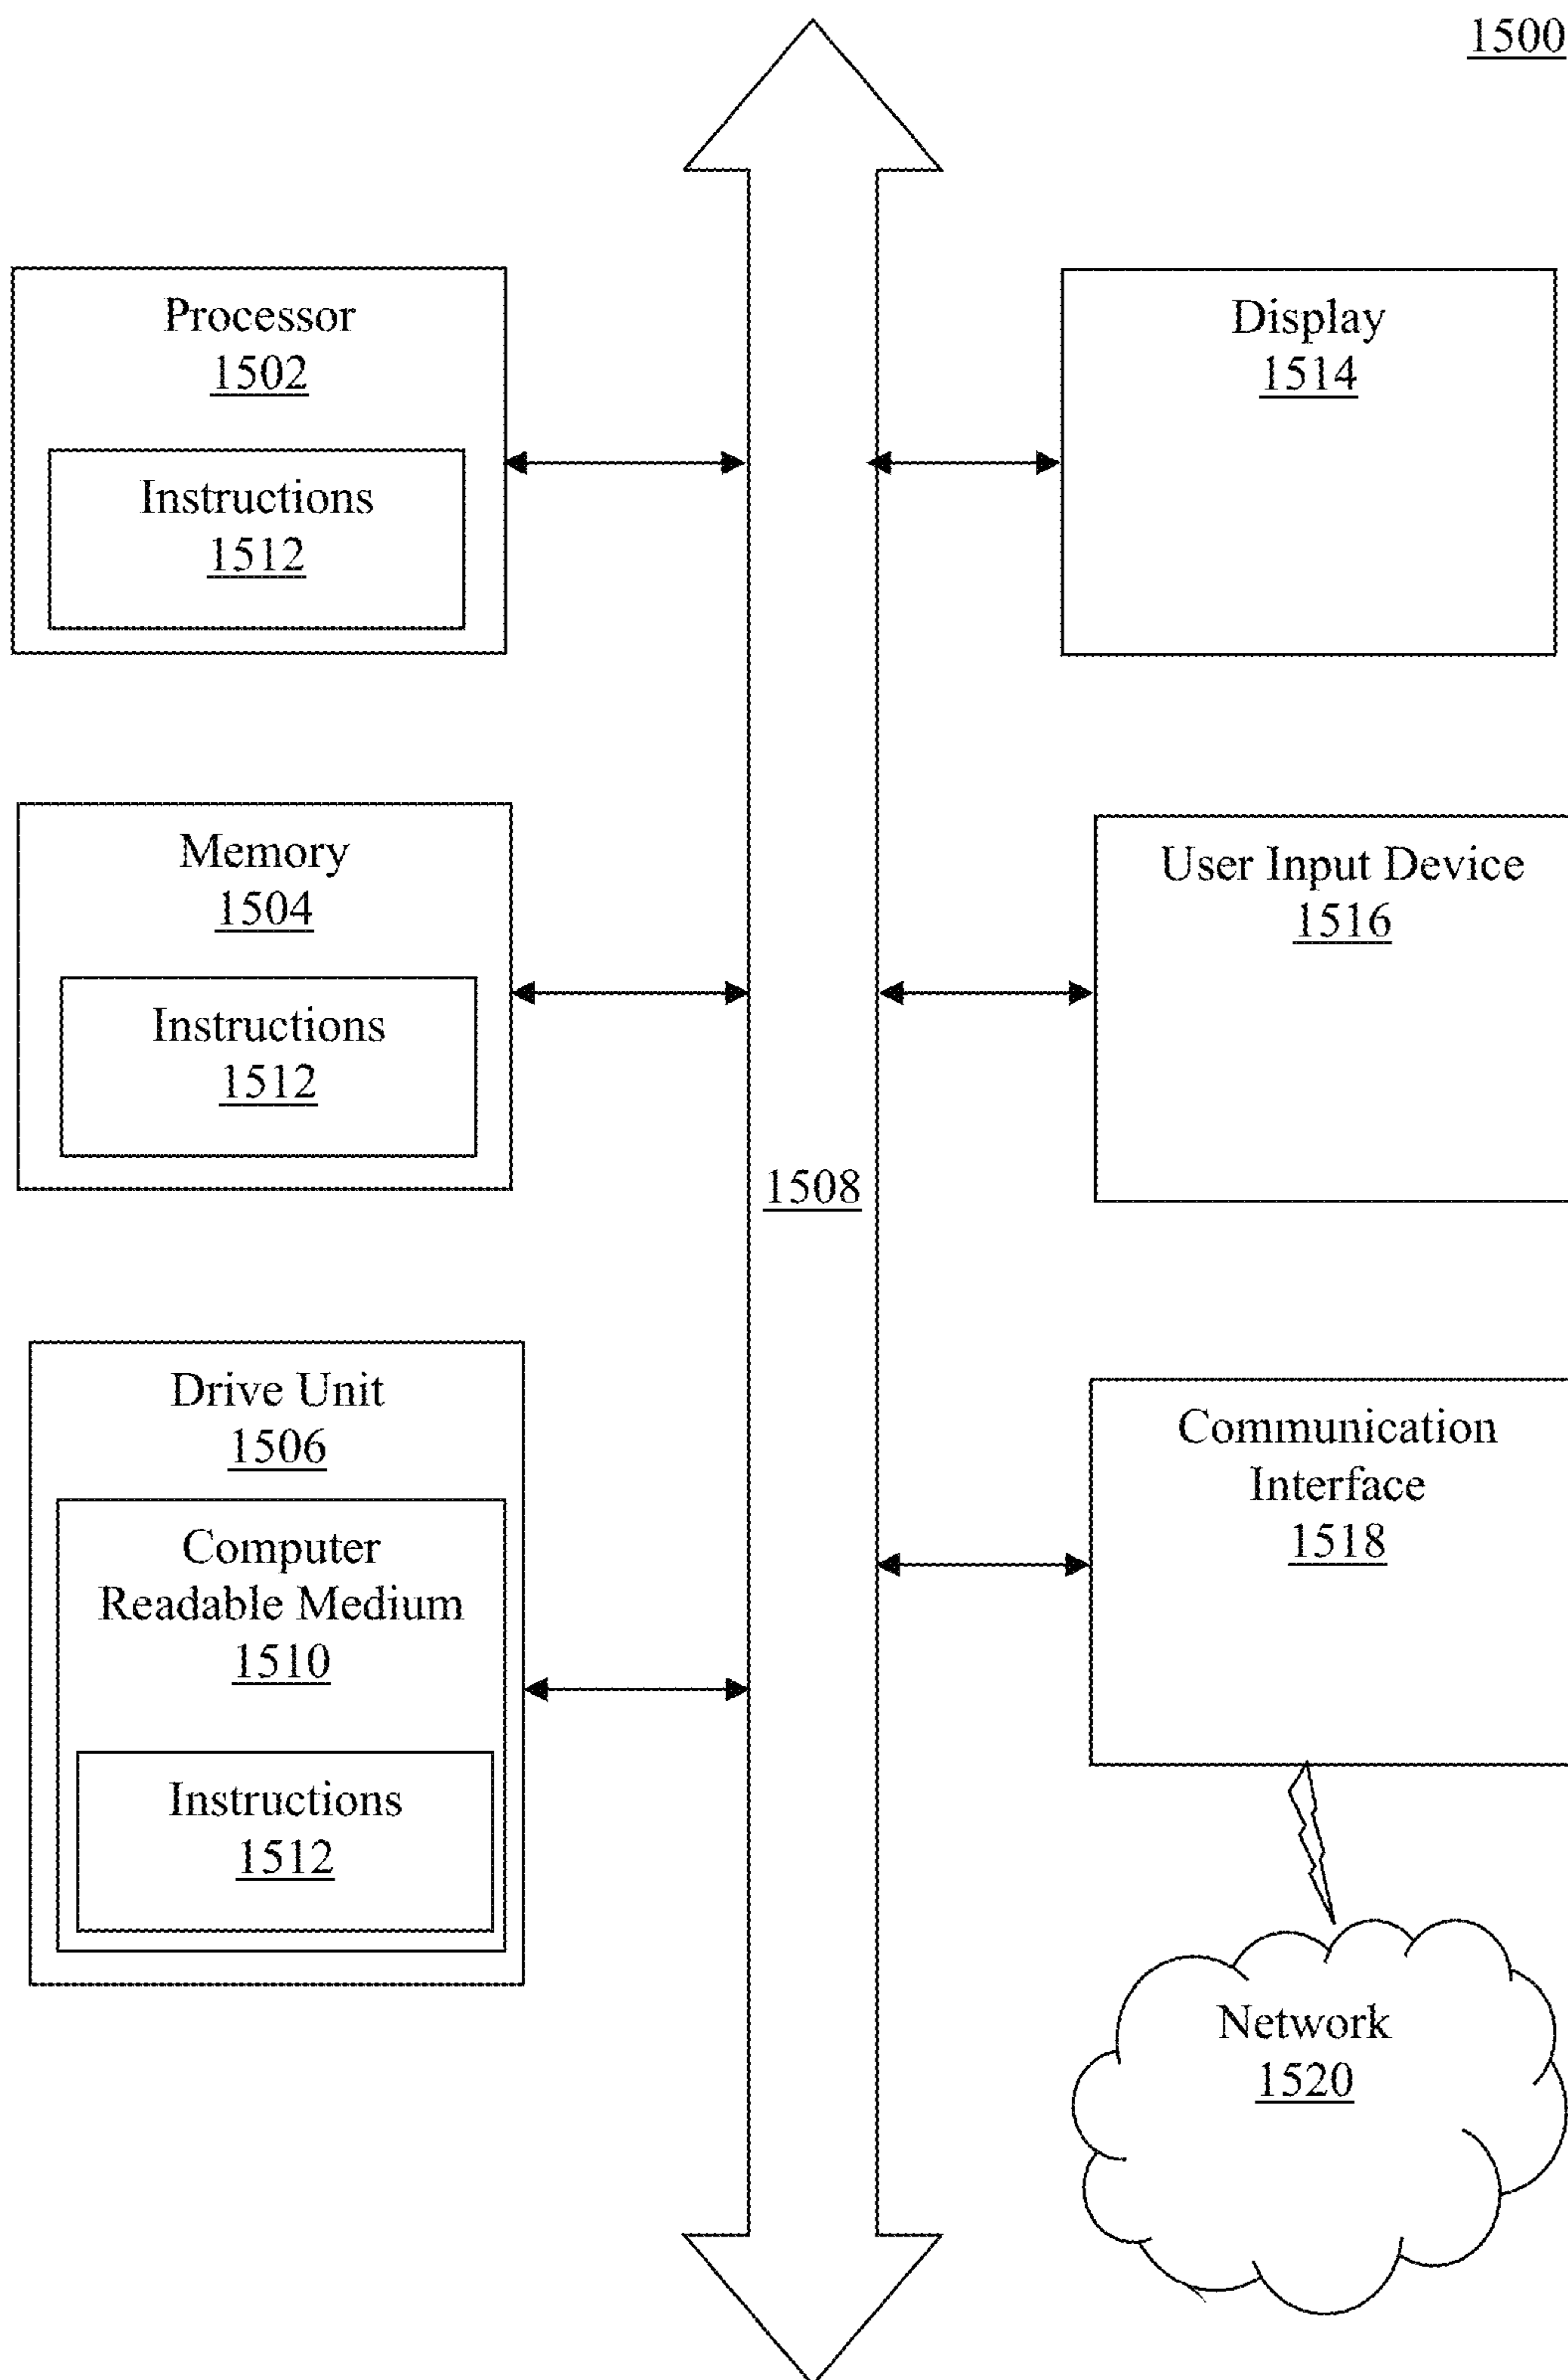 1500
Processor
1502
Instructions
1512
Display
1514
Memory
1504
Instructions
1512
User Input Device
1516
1508
Drive Unit
1506
Computer
Readable Medium
1510
Instructions
1512
Communication
Interface
1518
Network
1520